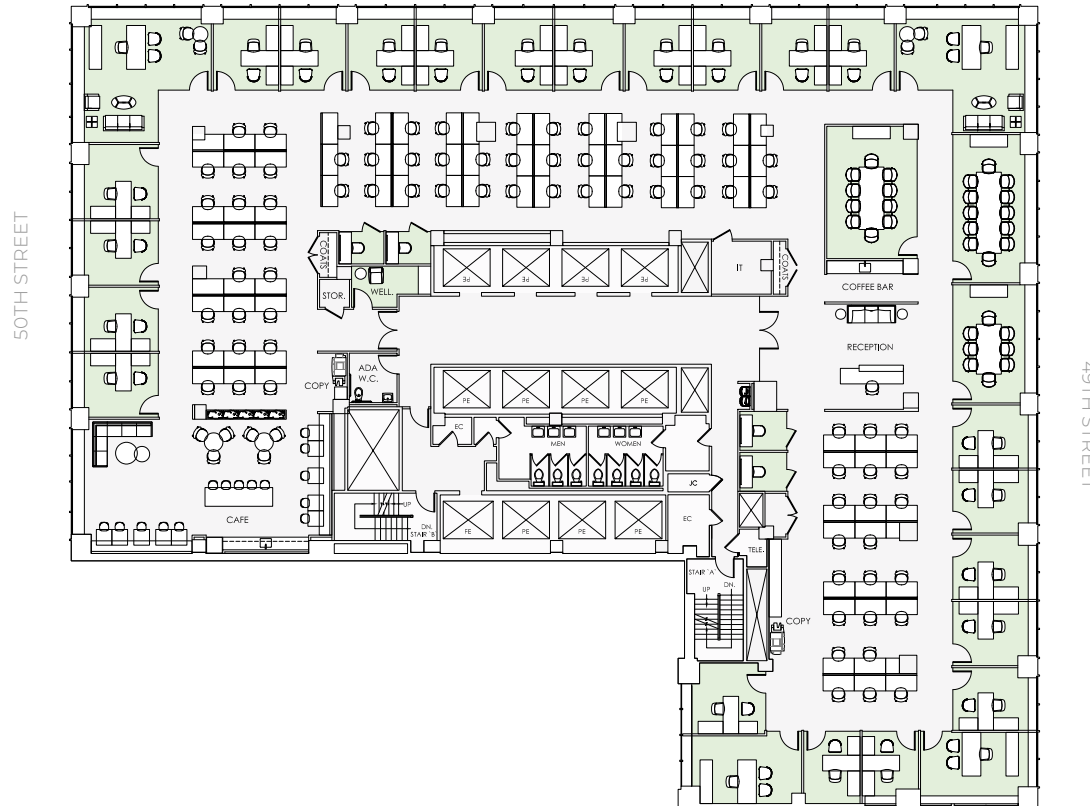 50TH STREET
49TH STREET
COATS
STOR.
WELL.
PE
PE
PE
PE
IT
COATS
COFFEE BAR
RECEPTION
COPY
ADA
W.C.
PE
PE
PE
PE
EC
MEN
WOMEN
JC
CAFE
UP
DN.
STAIR 'B'
FE
PE
PE
PE
EC
TELE.
STAIR 'A'
UP
DN.
COPY